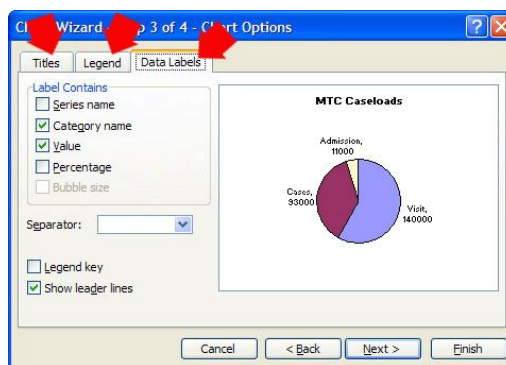 Wizard 3 of 4 - Chart Options
Titles Legend Data Labels
Label Contains
Series name
Category name
Value
Percentage
Bubble size
Separator:
Legend key
Show leader lines
MTC Caseloads
Admission,
11000
Cases,
93000
Visit,
140000
Cancel < Back Next > Finish